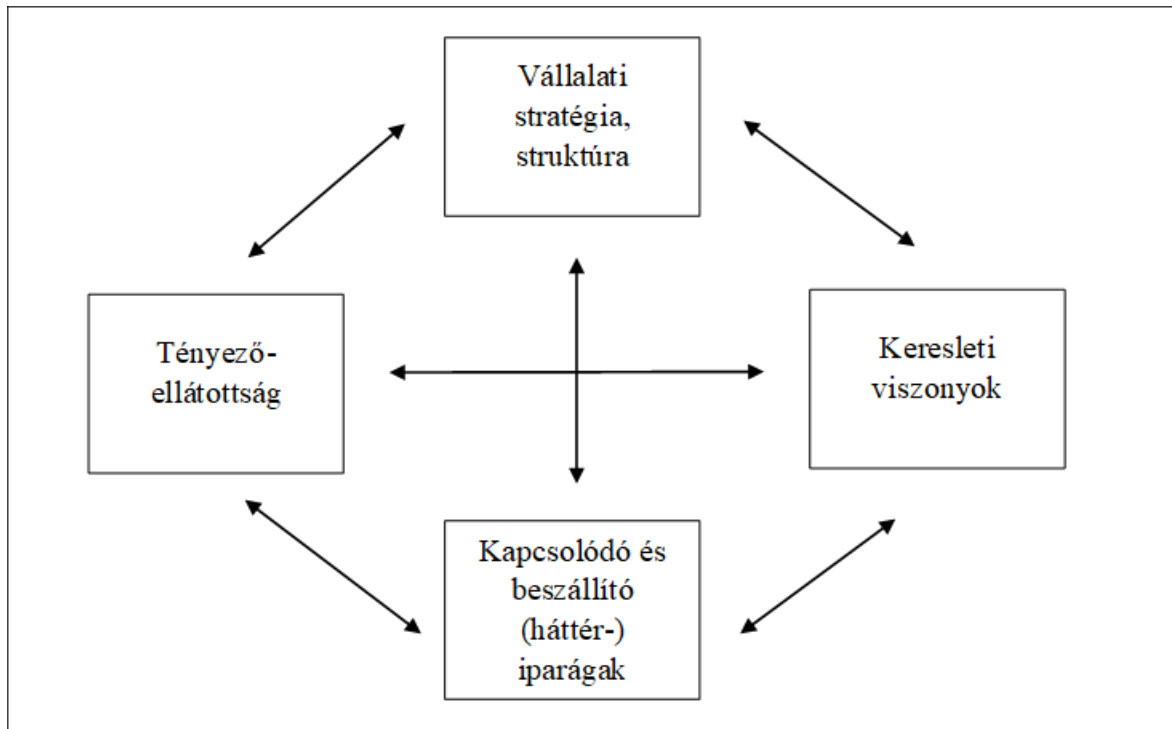 Vállalati
stratégia,
struktúra
Tényező-
ellátottság
Keresleti
viszonyok
Kapcsolódó és
beszállító
(háttér-)
iparágak